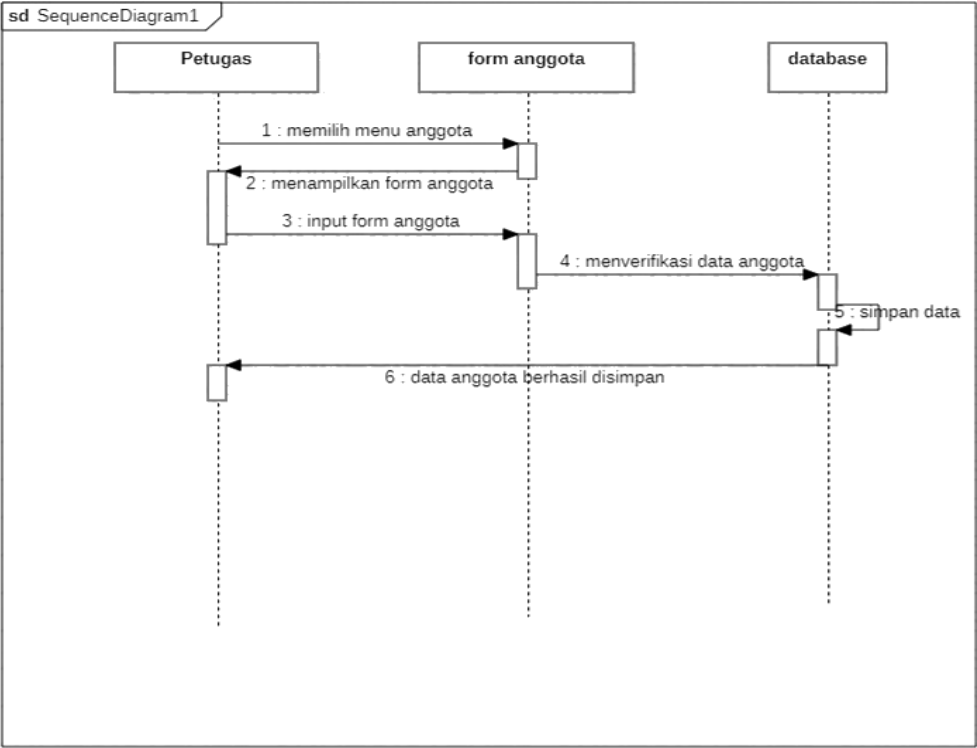 sd SequenceDiagram1
Petugas
form anggota
database
1 : memilih menu anggota
2 : menampilkan form anggota
3 : input form anggota
4 : menverifikasi data anggota
5 : simpan data
6 : data anggota berhasil disimpan